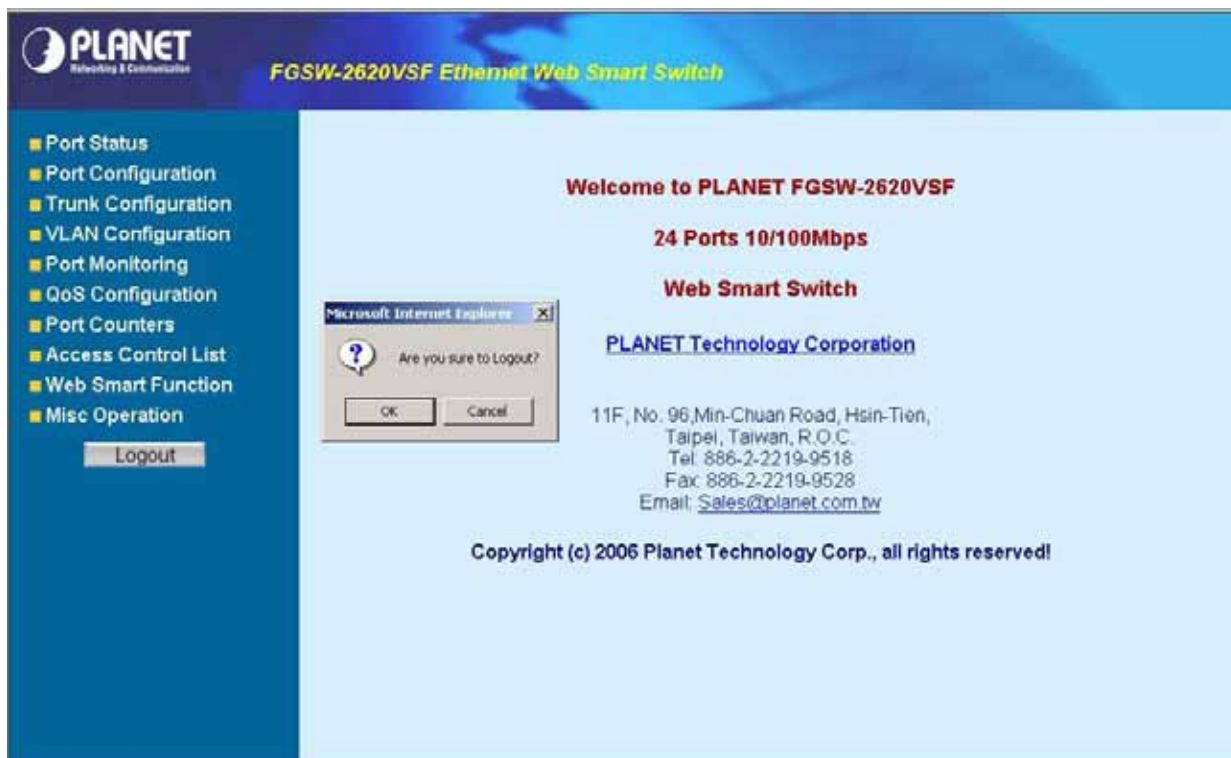 PLANET
Networking & Communication
FGSW-2620VSF Ethernet Web Smart Switch
Port Status
Port Configuration
Trunk Configuration
VLAN Configuration
Port Monitoring
QoS Configuration
Port Counters
Access Control List
Web Smart Function
Misc Operation
Logout
Welcome to PLANET FGSW-2620VSF
24 Ports 10/100Mbps
Web Smart Switch
Microsoft Internet Explorer
Are you sure to Logout?
OK Cancel
PLANET Technology Corporation
11F, No. 96,Min-Chuan Road, Hsin-Tien,
Taipei, Taiwan, R.O.C.
Tel: 886-2-2219-9518
Fax: 886-2-2219-9528
Email: Sales@planet.com.tw
Copyright (c) 2006 Planet Technology Corp., all rights reserved!